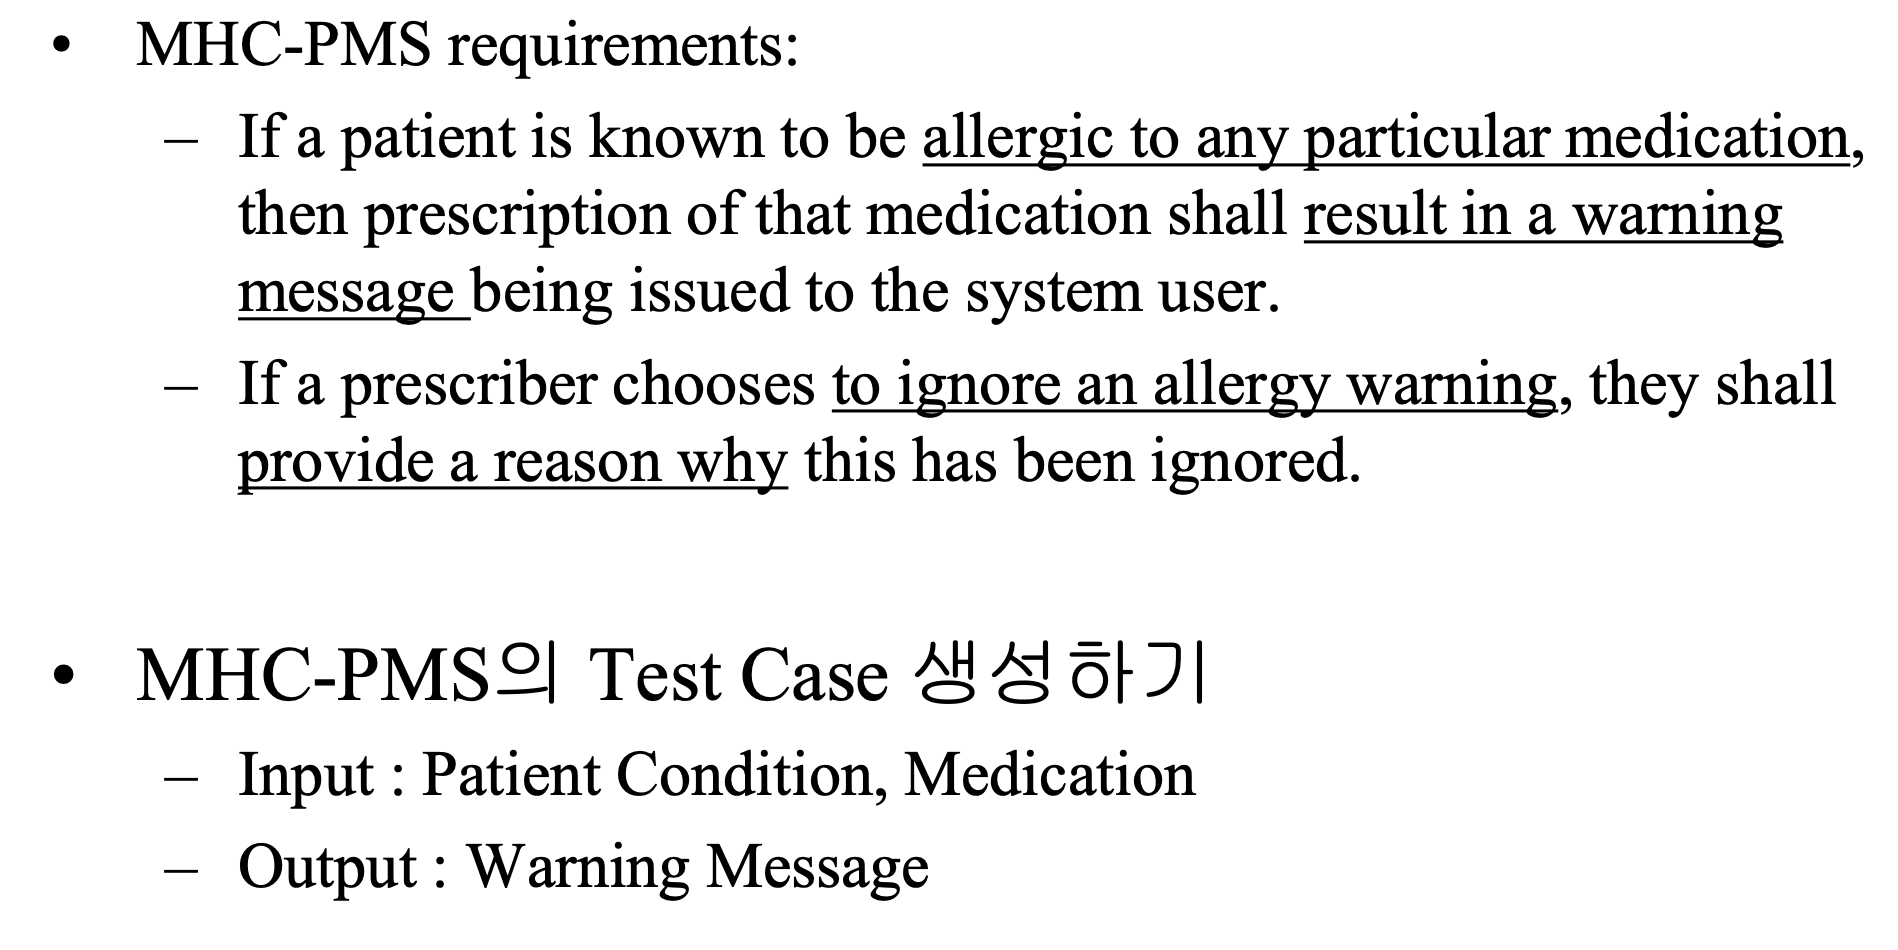 • MHC-PMS requirements:
– If a patient is known to be allergic to any particular medication,
then prescription of that medication shall result in a warning
message being issued to the system user.
– If a prescriber chooses to ignore an allergy warning, they shall
provide a reason why this has been ignored.
• MHC-PMS의 Test Case 생성하기
– Input : Patient Condition, Medication
– Output : Warning Message